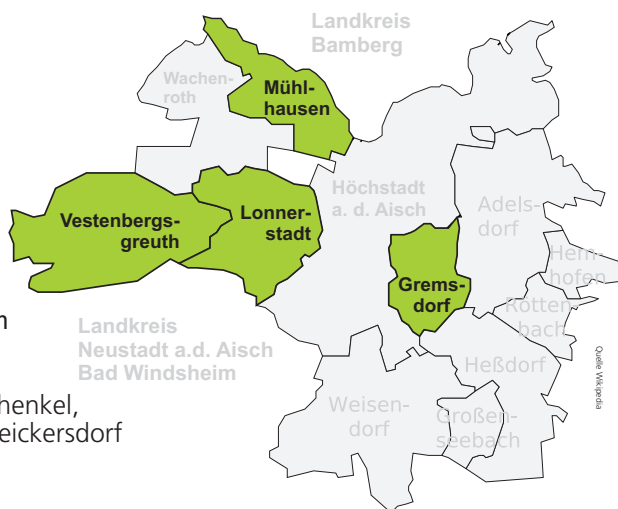 Landkreis
Bamberg
Wachen-
roth
Mühl-
hausen
Höchstadt
a. d. Aisch
Adels-
dorf
Vestenbergs-
greuth
Lonner-
stadt
Hem-
hofen
Grems-
dorf
Rötten-
bach
Landkreis
Neustadt a.d. Aisch
Bad Windsheim
Heßdorf
Quelle Wikipedia
Weisen-
dorf
Großen-
seebach
henkel,
eickersdorf